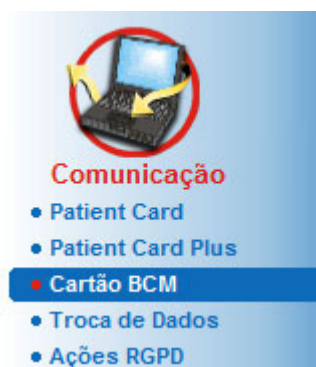 Comunicação
Patient Card
Patient Card Plus
Cartão BCM
Troca de Dados
Ações RGPD